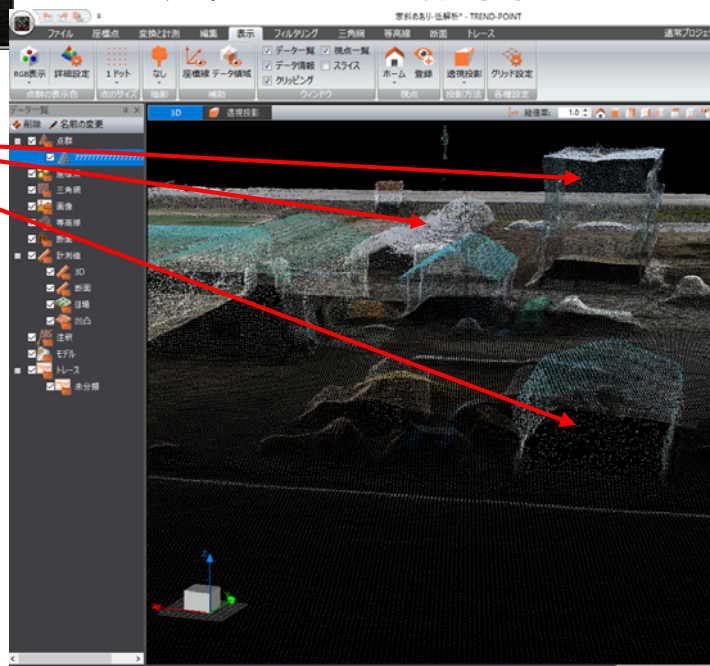 家斜めあり-低解析* - TREND-POINT
ファイル 座標点 変換と計測 編集 表示 フィルタリング 三角網 等高線 断面 トレース 通常プロジェ
データ一覧 視点一覧
データ情報 スライス
クリッピング
RGB表示 詳細設定 1ドット なし 座標線 データ領域 ホーム 登録 透視投影 グリッド設定
点群の表示色 点のサイズ 陰影 補助 ウィンドウ 視点 投影方法 各種設定
データ一覧
3D 透視投影 縦倍率: 1.0
削除 名前の変更
点群
座標点
三角網
画像
等高線
断面
計測値
3D
断面
ほ場
凹凸
注釈
モデル
トレース
未分類
Z